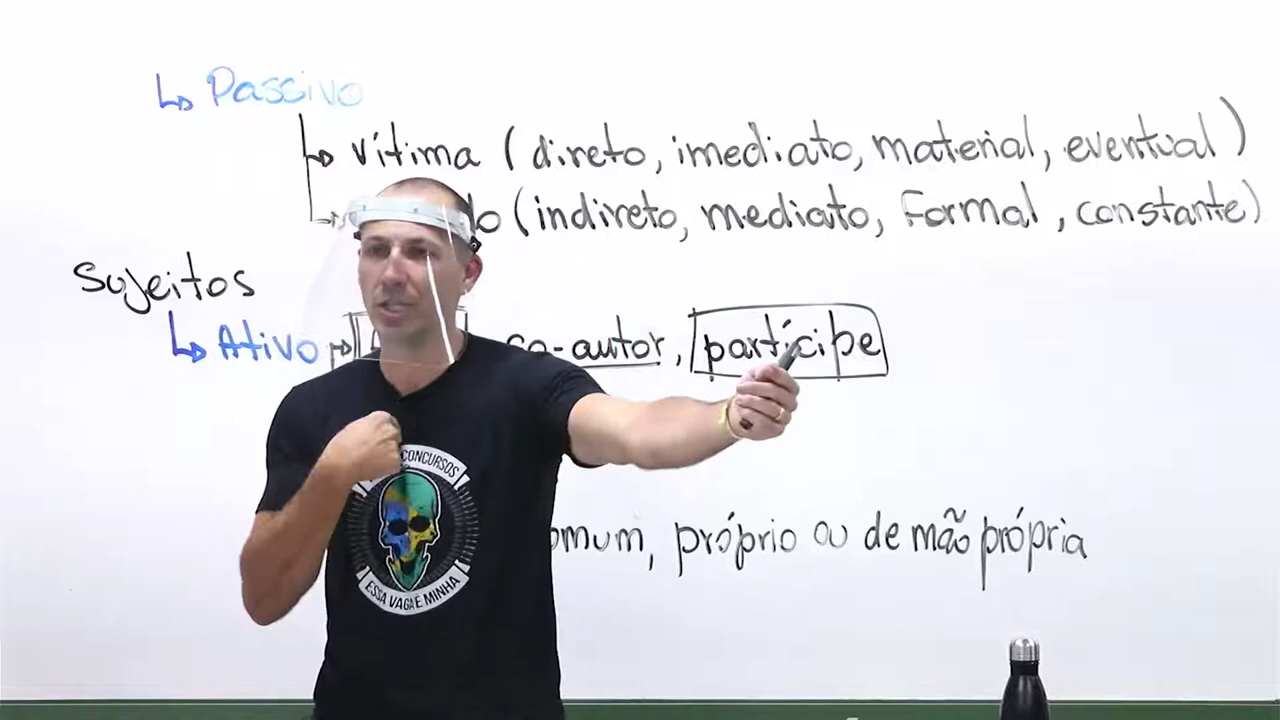 ↳ Passivo
↳ vítima (direto, imediato, material, eventual)
(indireto, mediato, formal, constante)
Sujeitos
↳ Ativo → co-autor, partícipe
CONCURSOS
ESSA VAGA É MINHA
omum, próprio ou de mão própria